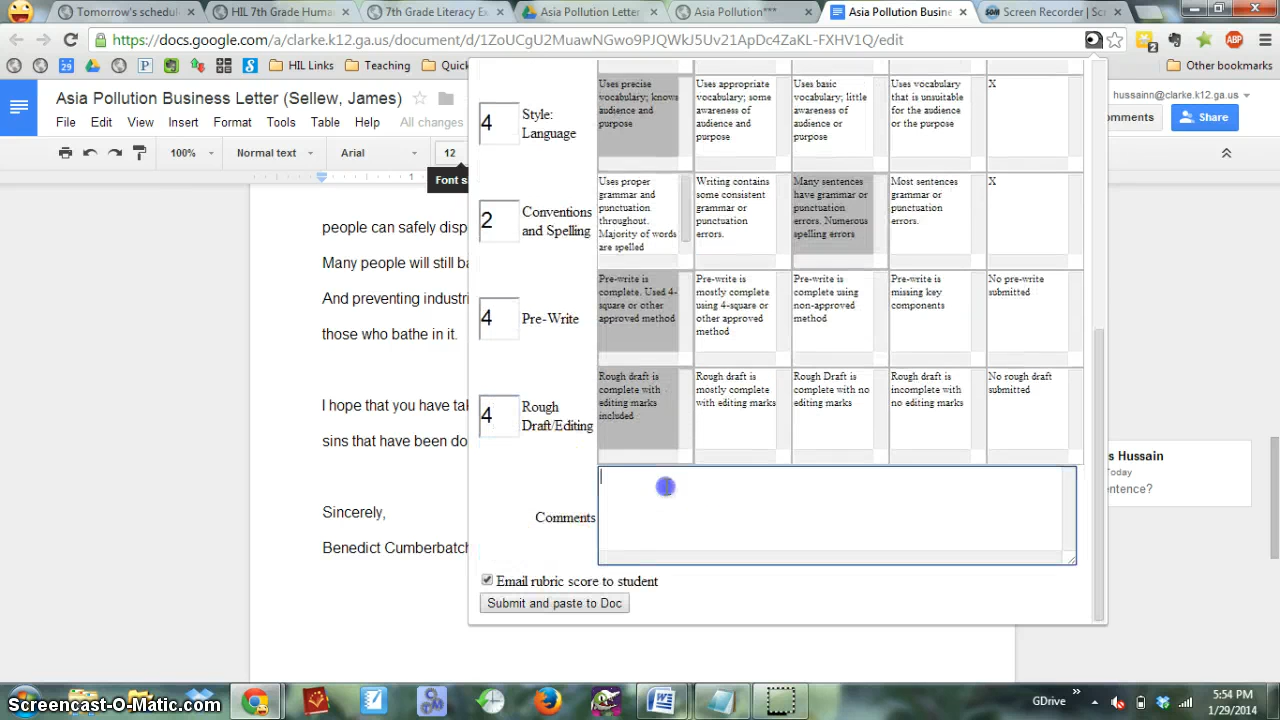 Tomorrow's schedul
HIL 7th Grade Huma
7th Grade Literacy Ex
Asia Pollution Letter
Asia Pollution***
Asia Pollution Busine
Screen Recorder | Sc
https://docs.google.com/a/clarke.k12.ga.us/document/d/1ZoUCgU2MuawNGwo9PJQWkJ5Uv21ApDc4ZaKL-FXHV1Q/edit
2
ABP
29
P
HIL Links
Teaching
Quick
Other bookmarks
Asia Pollution Business Letter (Sellew, James)
hussainn@clarke.k12.ga.us
File Edit View Insert Format Tools Table Help All changes
omments
Share
100%
Normal text
Arial
12
Font s
1
people can safely disp
Many people will still ba
And preventing industri
those who bathe in it.
I hope that you have tak
sins that have been do
Sincerely,
Benedict Cumberbatch
4
Style:
Language
Uses precise
vocabulary; knows
audience and
purpose
Uses appropriate
vocabulary; some
awareness of
audience and
purpose
Uses basic
vocabulary; little
awareness of
audience or
purpose
Uses vocabulary
that is unsuitable
for the audience
or the purpose
X
2
Conventions
and Spelling
Uses proper
grammar and
punctuation
throughout.
Majority of words
are spelled
Writing contains
some consistent
grammar or
punctuation
errors.
Many sentences
have grammar or
punctuation
errors. Numerous
spelling errors
Most sentences
grammar or
punctuation
errors.
X
4
Pre-Write
Pre-write is
complete. Used 4-
square or other
approved method
Pre-write is
mostly complete
using 4-square or
other approved
method
Pre-write is
complete using
non-approved
method
Pre-write is
missing key
components
No pre-write
submitted
4
Rough
Draft/Editing
Rough draft is
complete with
editing marks
included
Rough draft is
mostly complete
with editing marks
Rough Draft is
complete with no
editing marks
Rough draft is
incomplete with
no editing marks
No rough draft
submitted
Comments
Email rubric score to student
Submit and paste to Doc
s Hussain
Today
entence?
Screencast-O-Matic.com
GDrive
5:54 PM
1/29/2014